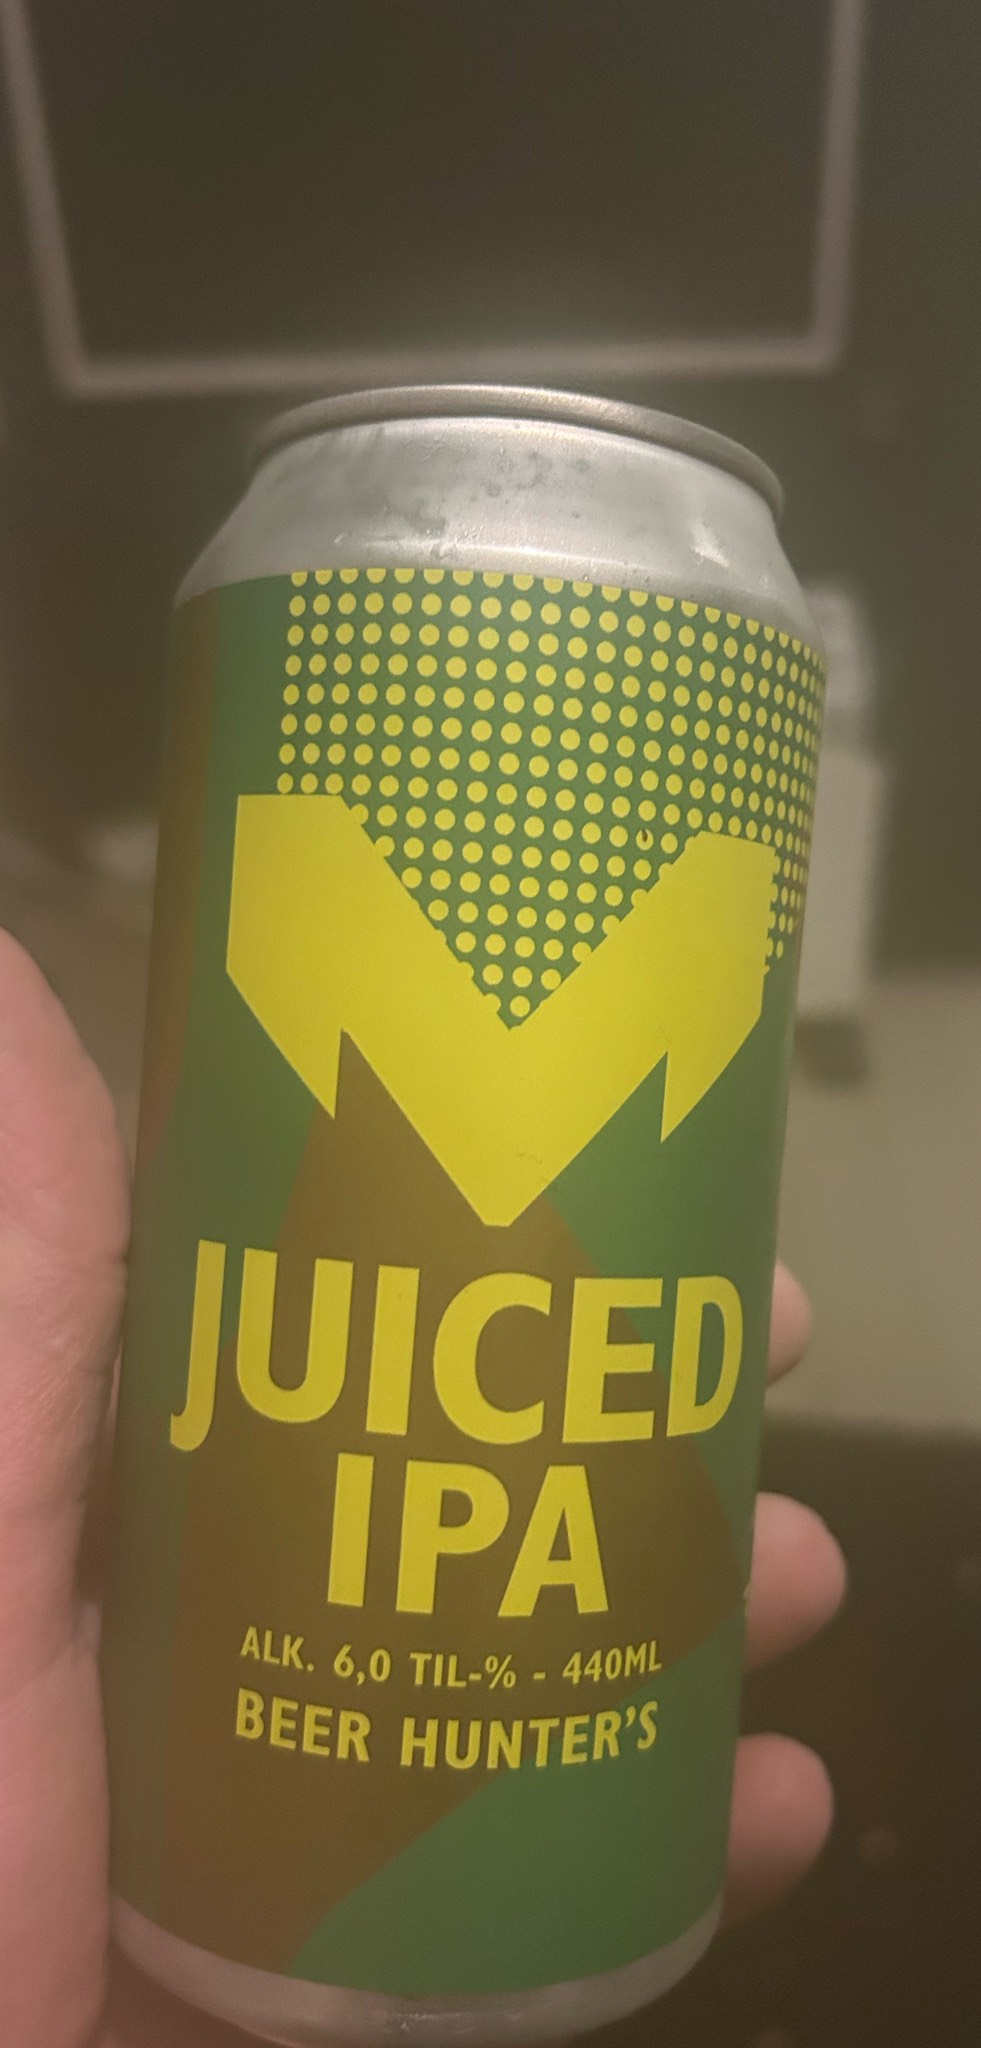 JUICED
IPA
ALK. 6,0 TIL-% - 440ML
BEER HUNTER'S